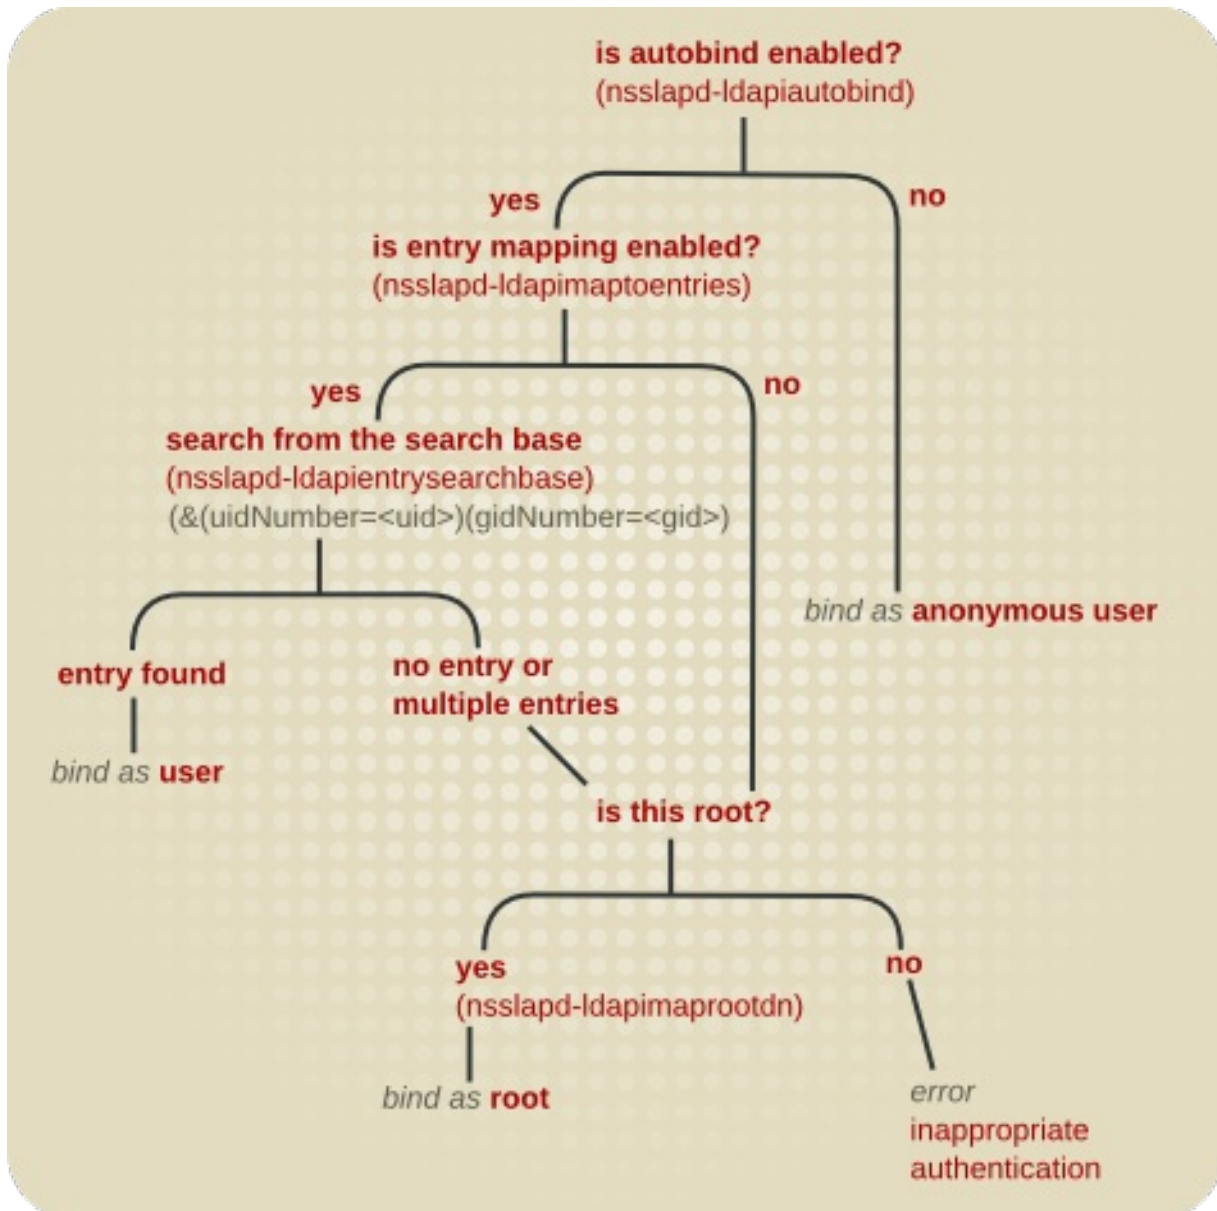 is autobind enabled?
(nsslapd-ldapiautobind)
yes
no
is entry mapping enabled?
(nsslapd-ldapimaptoentries)
yes
no
search from the search base
(nsslapd-ldapientrysearchbase)
(&(uidNumber=<uid>)(gidNumber=<gid>)
bind as anonymous user
entry found
no entry or
multiple entries
bind as user
is this root?
yes
no
(nsslapd-ldapimaprootdn)
bind as root
error
inappropriate
authentication